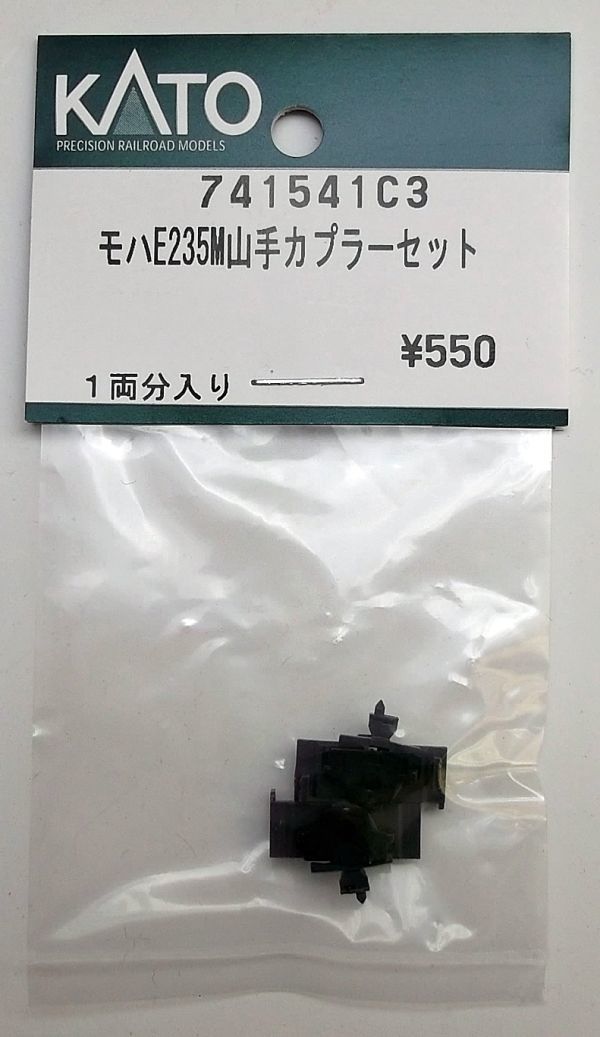 KATO
PRECISION RAILROAD MODELS
741541C3
モハE235M山手カプラーセット
¥550
1両分入り